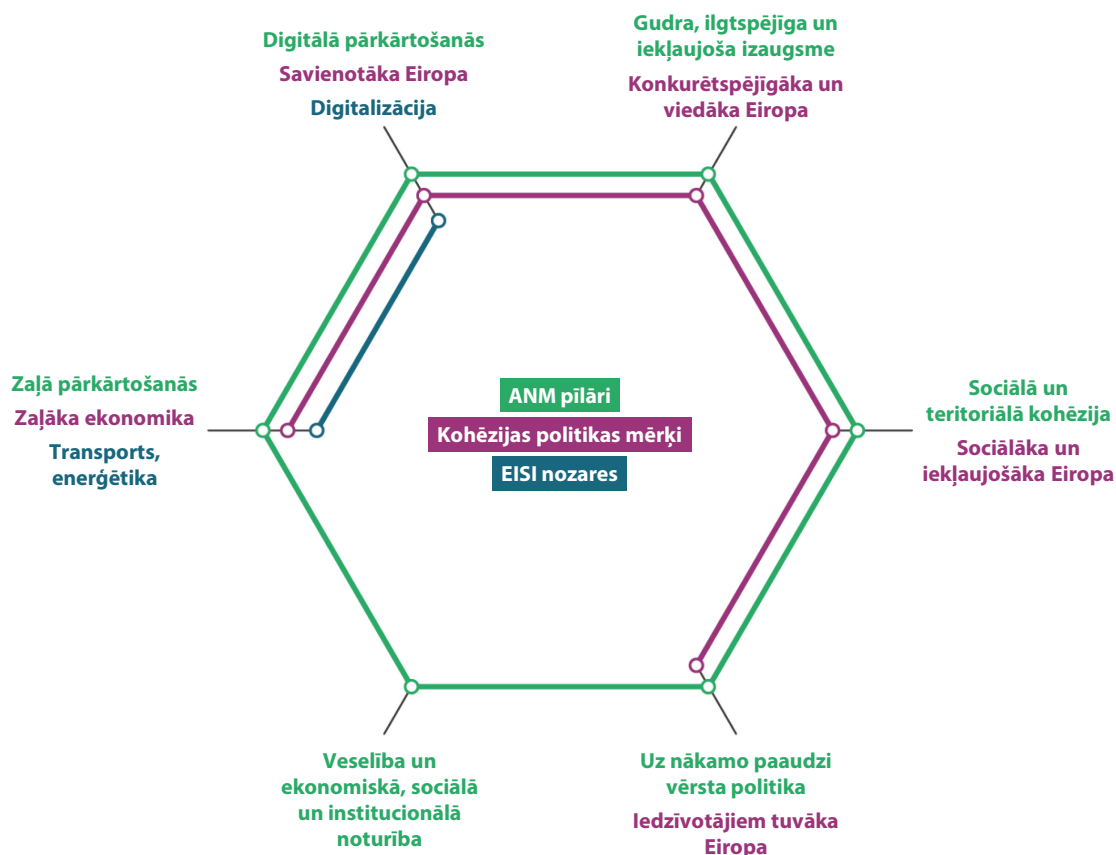 Digitālā pārkārtošanās
Savienotāka Eiropa
Digitalizācija
Gudra, ilgtspējīga un
iekļaujoša izaugsme
Konkurētspējīgāka un
viedāka Eiropa
Zaļā pārkārtošanās
Zaļāka ekonomika
Transports,
enerģētika
ANM pīlāri
Kohēzijas politikas mērķi
EISI nozares
Sociālā un
teritoriālā kohēzija
Sociālāka un
iekļaujošāka Eiropa
Veselība un
ekonomiskā, sociālā
un institucionālā
noturība
Uz nākamo paaudzi
vērsta politika
Iedzīvotājiem tuvāka
Eiropa